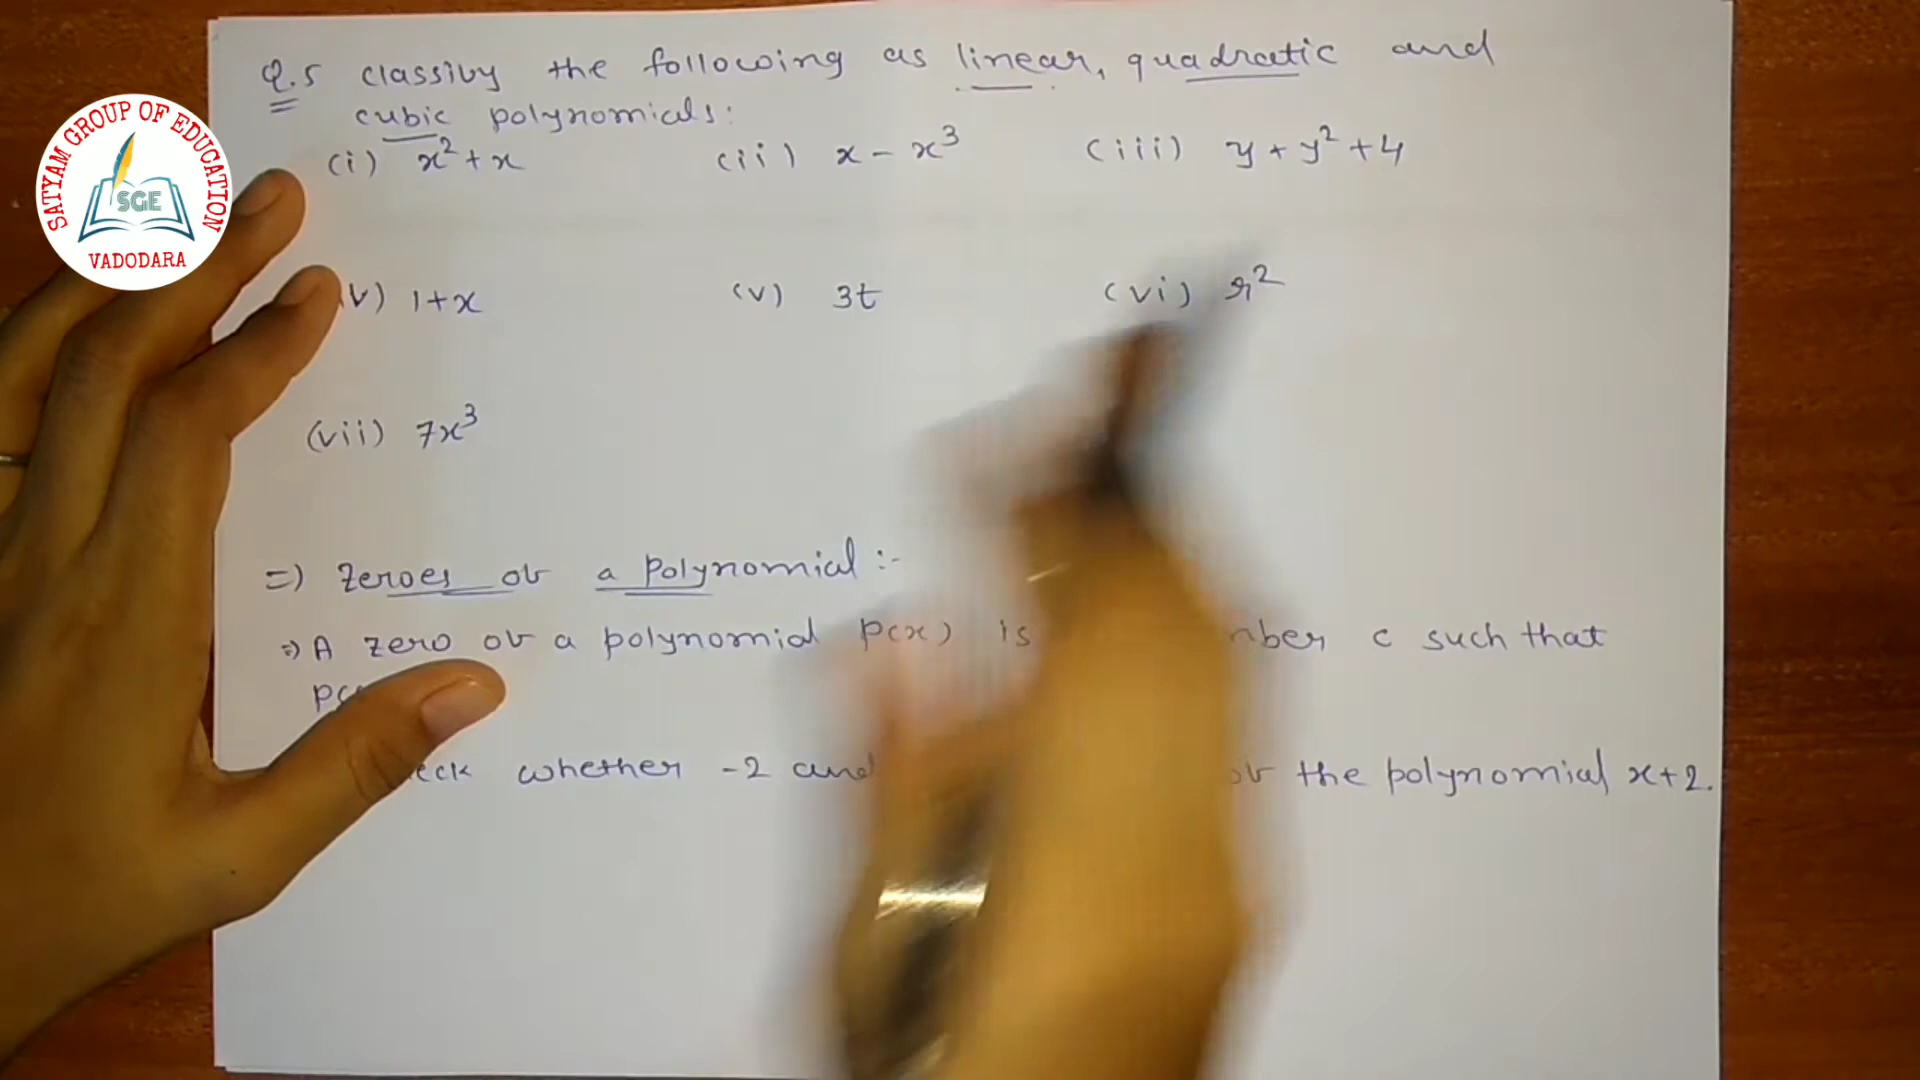 SATYAM GROUP OF EDUCATION
SGE
VADODARA
Q.5 classify the following as linear, quadratic and
cubic polynomials:
(i) x²+x (ii) x - x³ (iii) y + y² + 4
V) 1+x (v) 3t (vi) r²
(vii) 7x³
=) Zeroes of a polynomial :-
=) A zero of a polynomial P(x) is c such that
whether -2 and of the polynomial x+2.